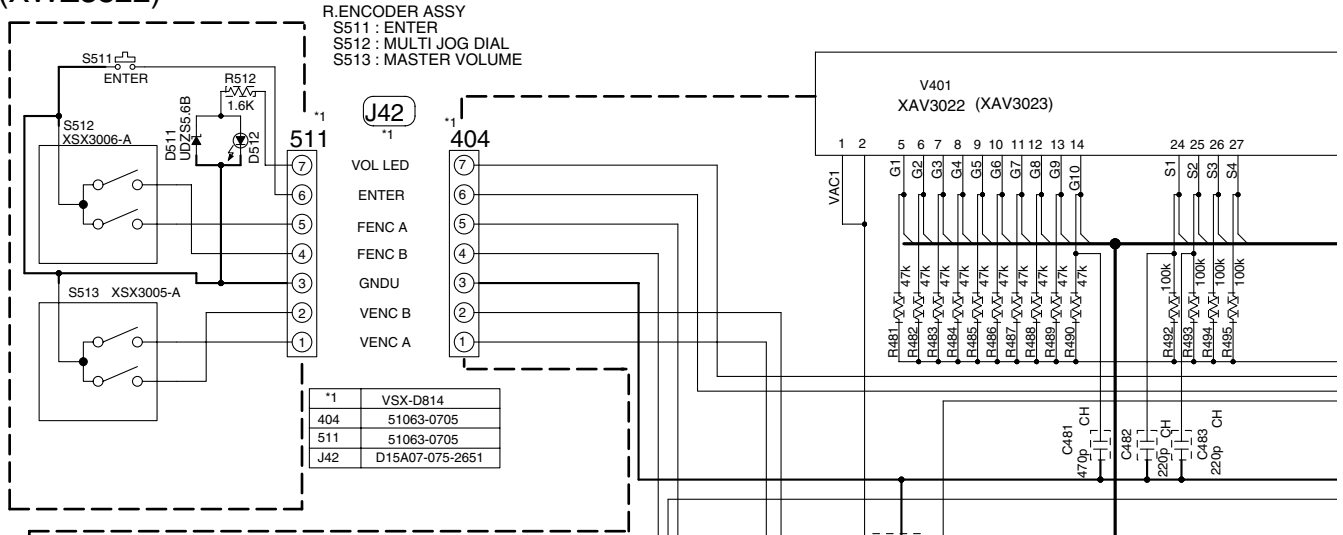 R.ENCODER ASSY
S511 : ENTER
S512 : MULTI JOG DIAL
S513 : MASTER VOLUME
S511
ENTER
R512
1.6K
D511
UDZS5.6B
D512
S512
XSX3006-A
S513 XSX3005-A
*1
511
J42
*1
*1
404
7 VOL LED 7
6 ENTER 6
5 FENC A 5
4 FENC B 4
3 GNDU 3
2 VENC B 2
1 VENC A 1
*1 VSX-D814
404 51063-0705
511 51063-0705
J42 D15A07-075-2651
V401
XAV3022 (XAV3023)
1 2 5 6 7 8 9 10 11 12 13 14 24 25 26 27
VAC1
G1 G2 G3 G4 G5 G6 G7 G8 G9 G10 S1 S2 S3 S4
47k 47k 47k 47k 47k 47k 47k 47k 47k 47k 100k 100k 100k 100k
R481 R482 R483 R484 R485 R486 R487 R488 R489 R490 R492 R493 R494 R495
C481
470p
CH
C482
220p
CH
C483
220p
CH